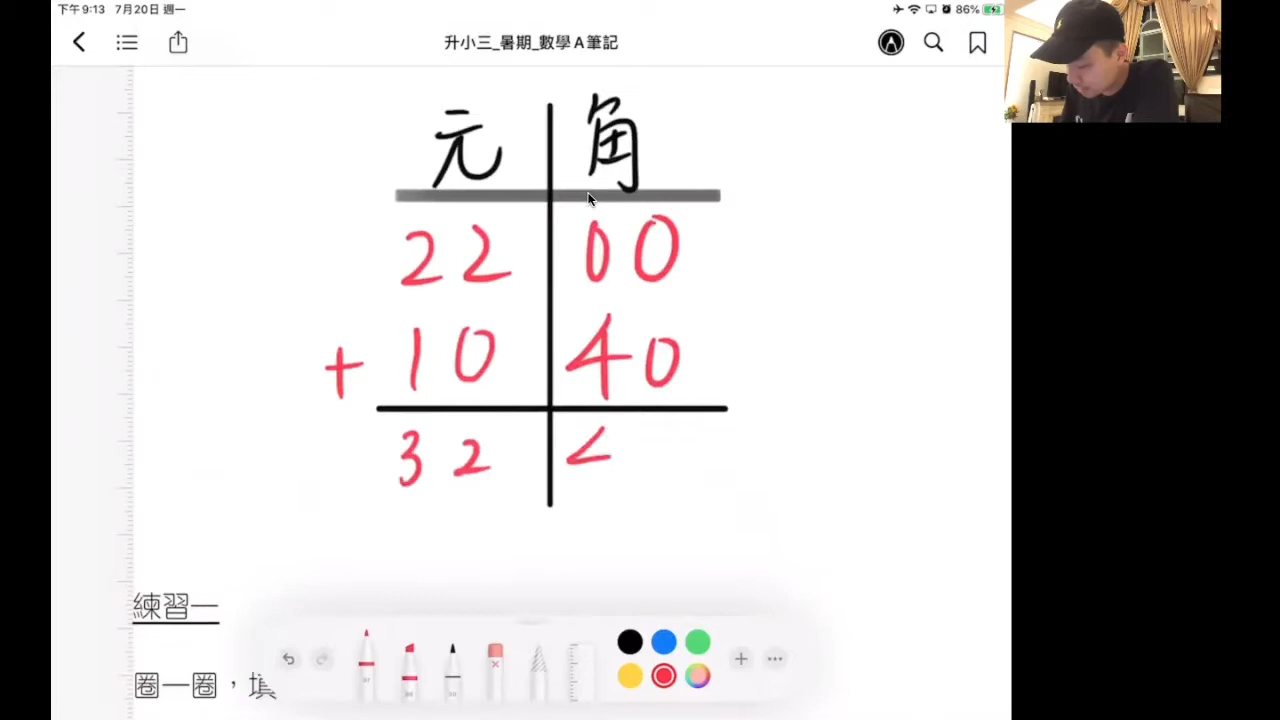 下午9:13 7月20日 週一
86%
升小三_暑期_數學A筆記
元 角
22 00
+ 10 40
32
練習一
圈一圈，填